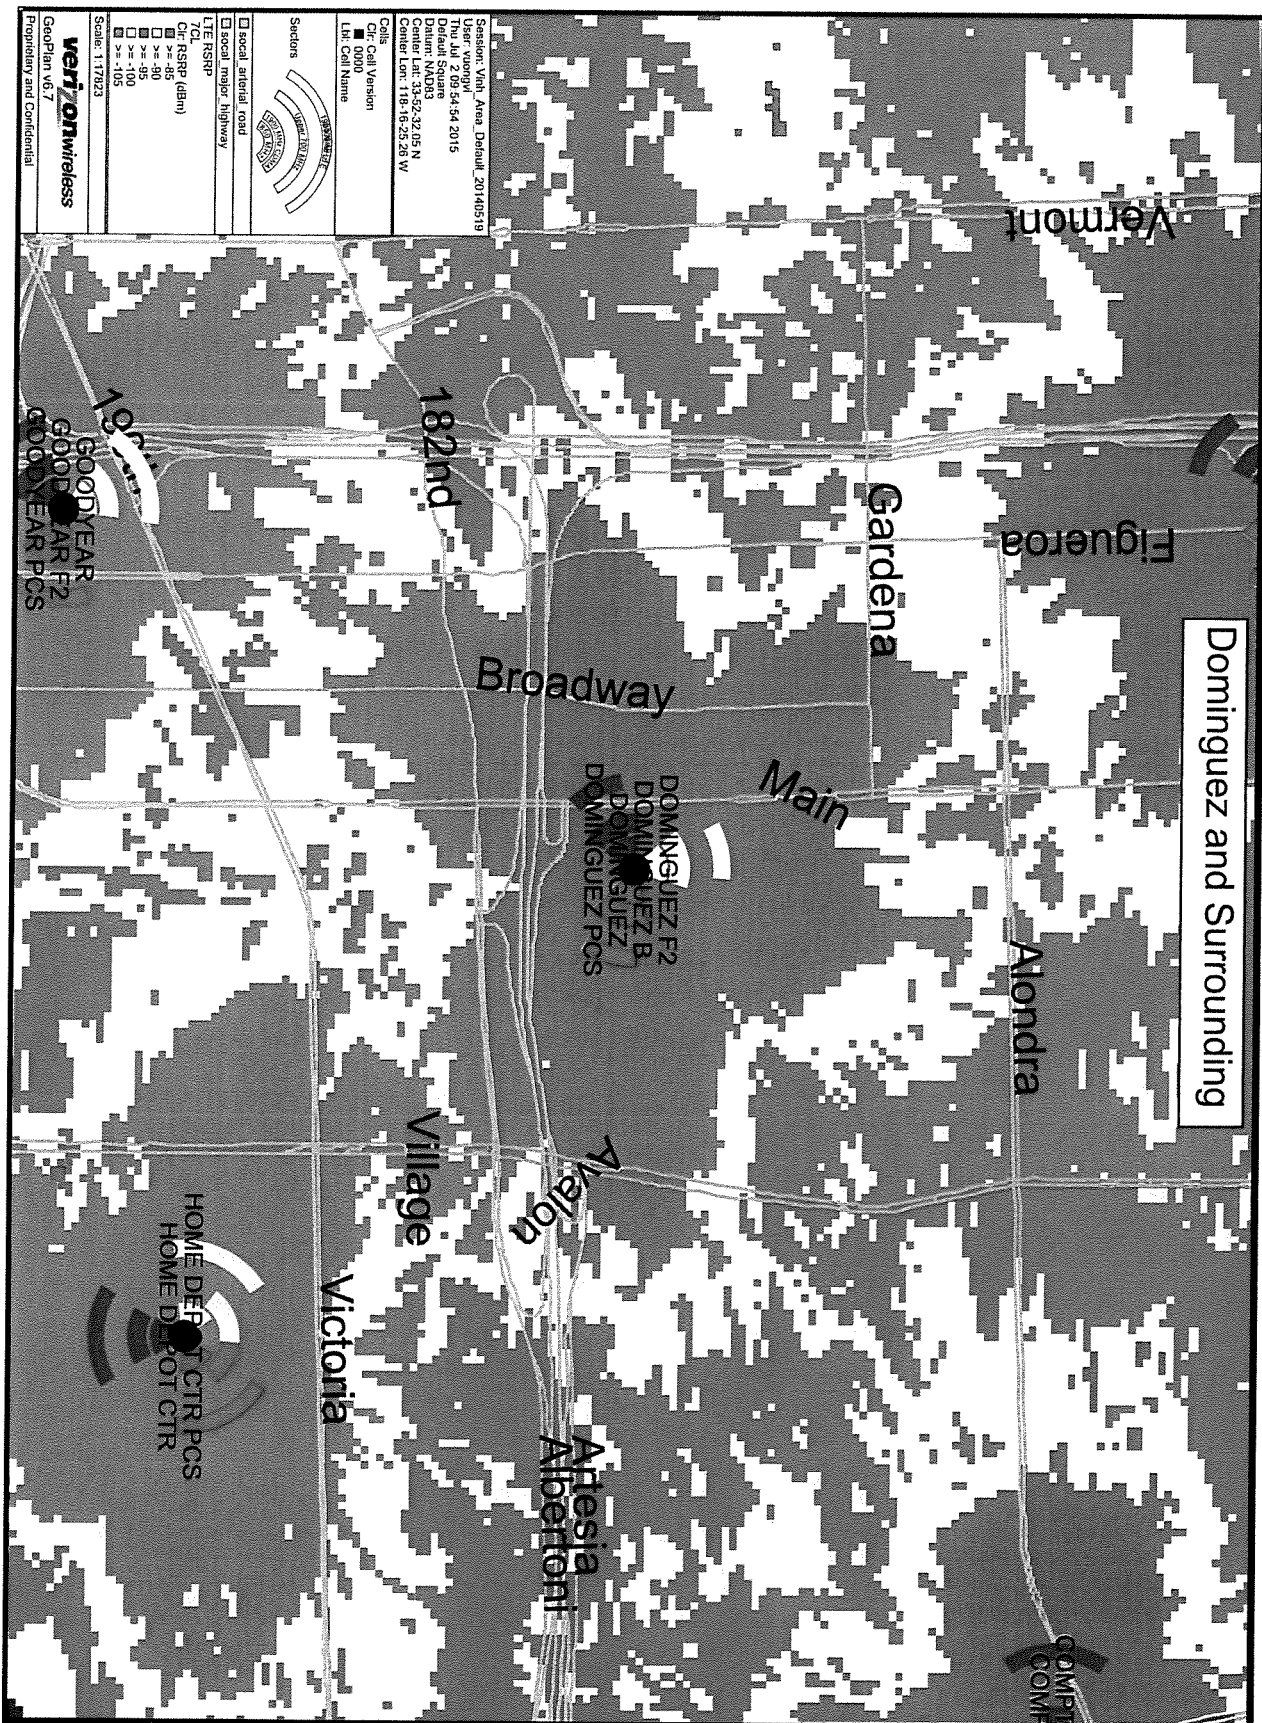 Dominguez and Surrounding
Vermont
Figueroa
Gardena
Alondra
Main
Broadway
182nd
GOODYEAR
GOODYEAR PCS
DOMINGUEZ F2
DOMINGUEZ B
DOMINGUEZ
DOMINGUEZ PCS
Avalon
Village
Victoria
Artesia
Albertoni
HOME DEPOT CTR PCS
HOME DEPOT CTR
Session: Vinh_Area_Default_20140519
User: vuongvi
Thu Jul 2 09:54:54 2015
Default Square
Datum: NAD83
Center Lat: 33-52-32.05 N
Center Lon: 118-16-25.26 W
Cells
Clr: Cell Version
0000
Lbl: Cell Name
Sectors
socal_arterial_road
socal_major_highway
LTE RSRP
7CL
Clr: RSRP (dBm)
>= -85
>= -90
>= -95
>= -100
>= -105
Scale: 1:17823
verizonwireless
GeoPlan v6.7
Proprietary and Confidential